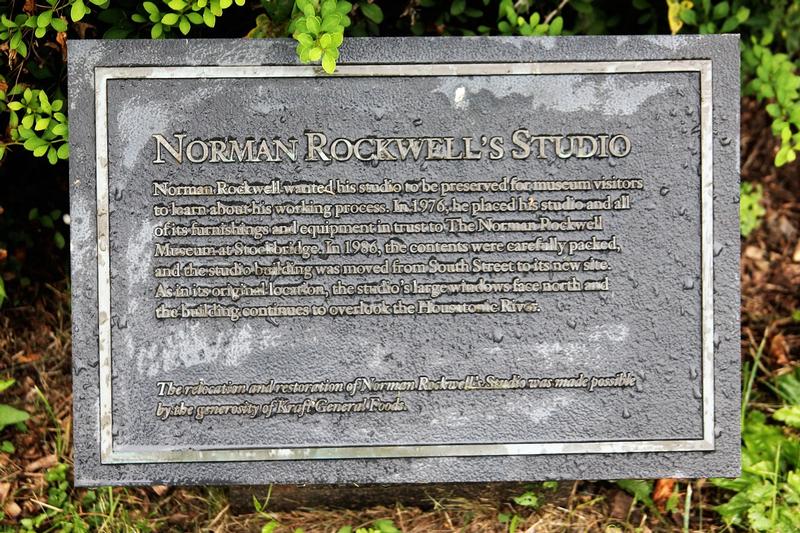 Norman Rockwell's Studio
Norman Rockwell wanted his studio to be preserved for museum visitors
to learn about his working process. In 1976, he placed his studio and all
of its furnishings and equipment in trust to The Norman Rockwell
Museum at Stockbridge. In 1986, the contents were carefully packed,
and the studio building was moved from South Street to its new site.
As in its original location, the studio's large windows face north and
the building continues to overlook the Housatonic River.
The relocation and restoration of Norman Rockwell's Studio was made possible
by the generosity of Kraft General Foods.